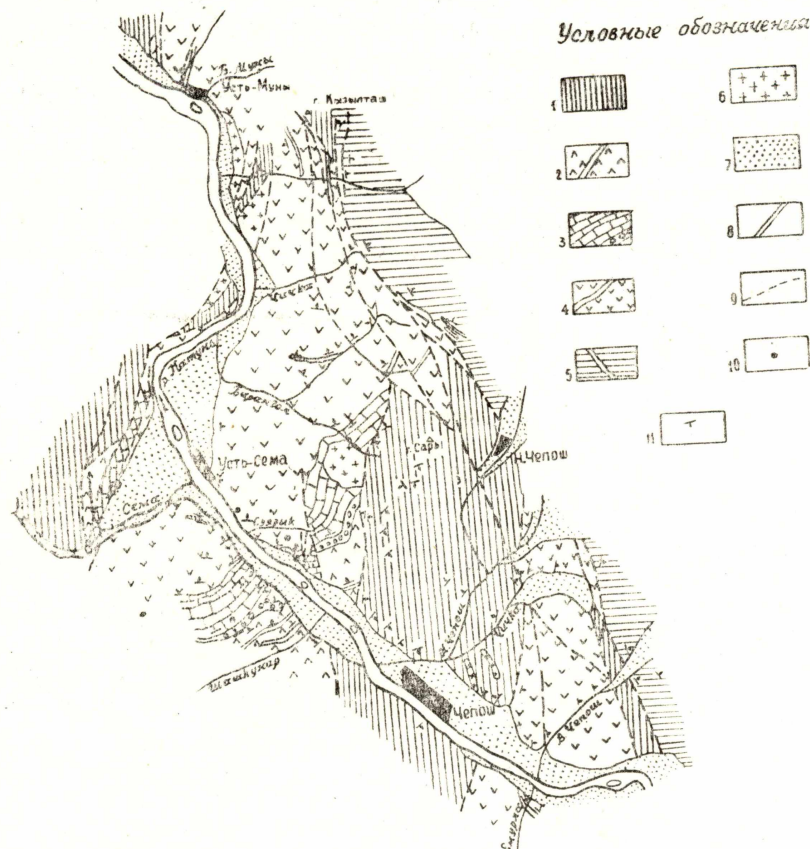 Условные обозначения
Усть-Муны
г. Кызылташ
1
6
2
7
3
8
4
9
5
10
11
р. Катунь
г. Сары
Н.Чепош
Усть-Сема
Сема
Чепош
В. Чепош